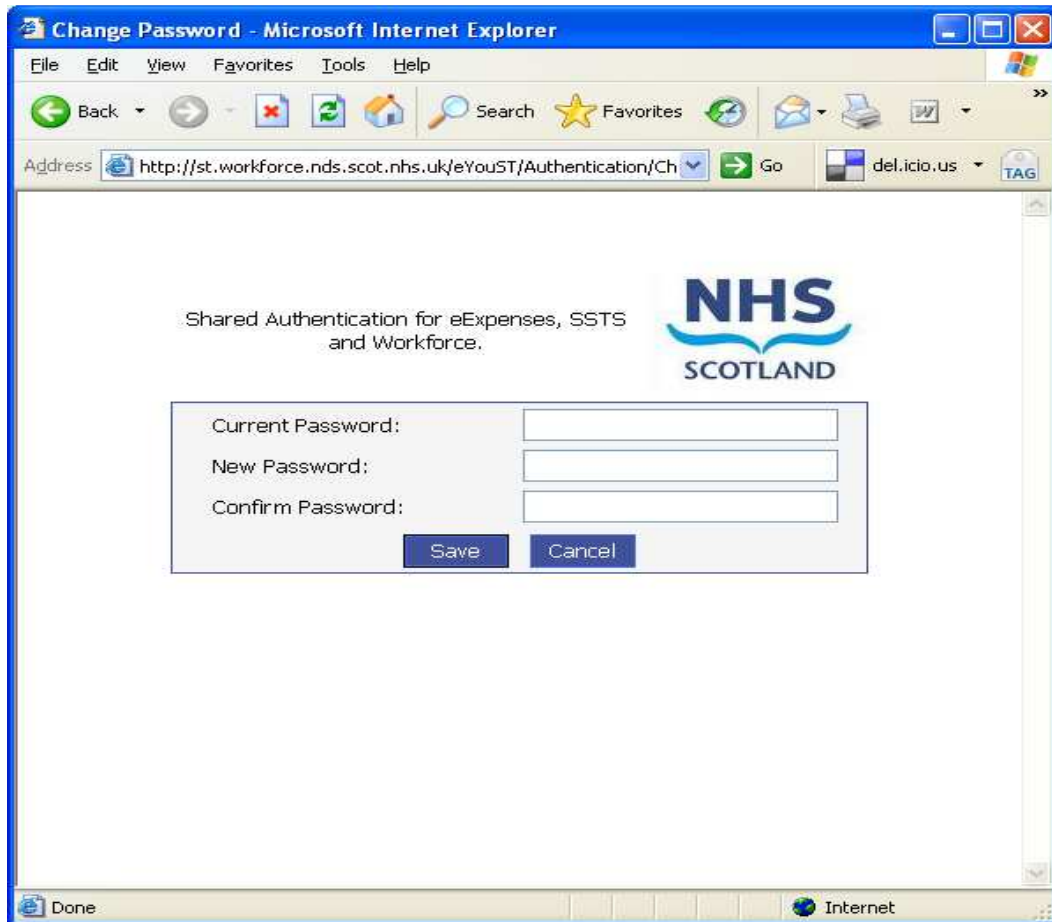 Change Password - Microsoft Internet Explorer
File Edit View Favorites Tools Help
Back Search Favorites W »
Address http://st.workforce.nds.scot.nhs.uk/eYouST/Authentication/Ch Go del.icio.us TAG
Shared Authentication for eExpenses, SSTS
and Workforce.
NHS
SCOTLAND
Current Password:
New Password:
Confirm Password:
Save Cancel
Done Internet